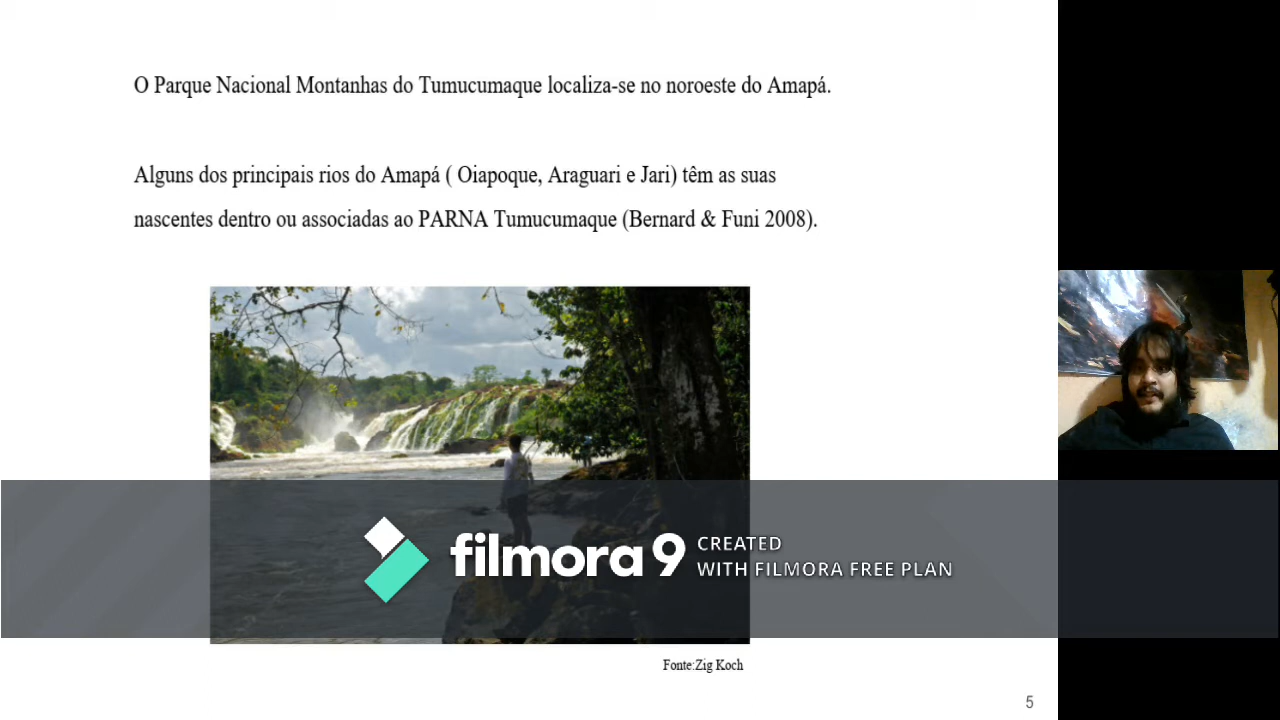 O Parque Nacional Montanhas do Tumucumaque localiza-se no noroeste do Amapá.
Alguns dos principais rios do Amapá ( Oiapoque, Araguari e Jari) têm as suas
nascentes dentro ou associadas ao PARNA Tumucumaque (Bernard & Funi 2008).
filmora 9 CREATED
WITH FILMORA FREE PLAN
Fonte:Zig Koch
5